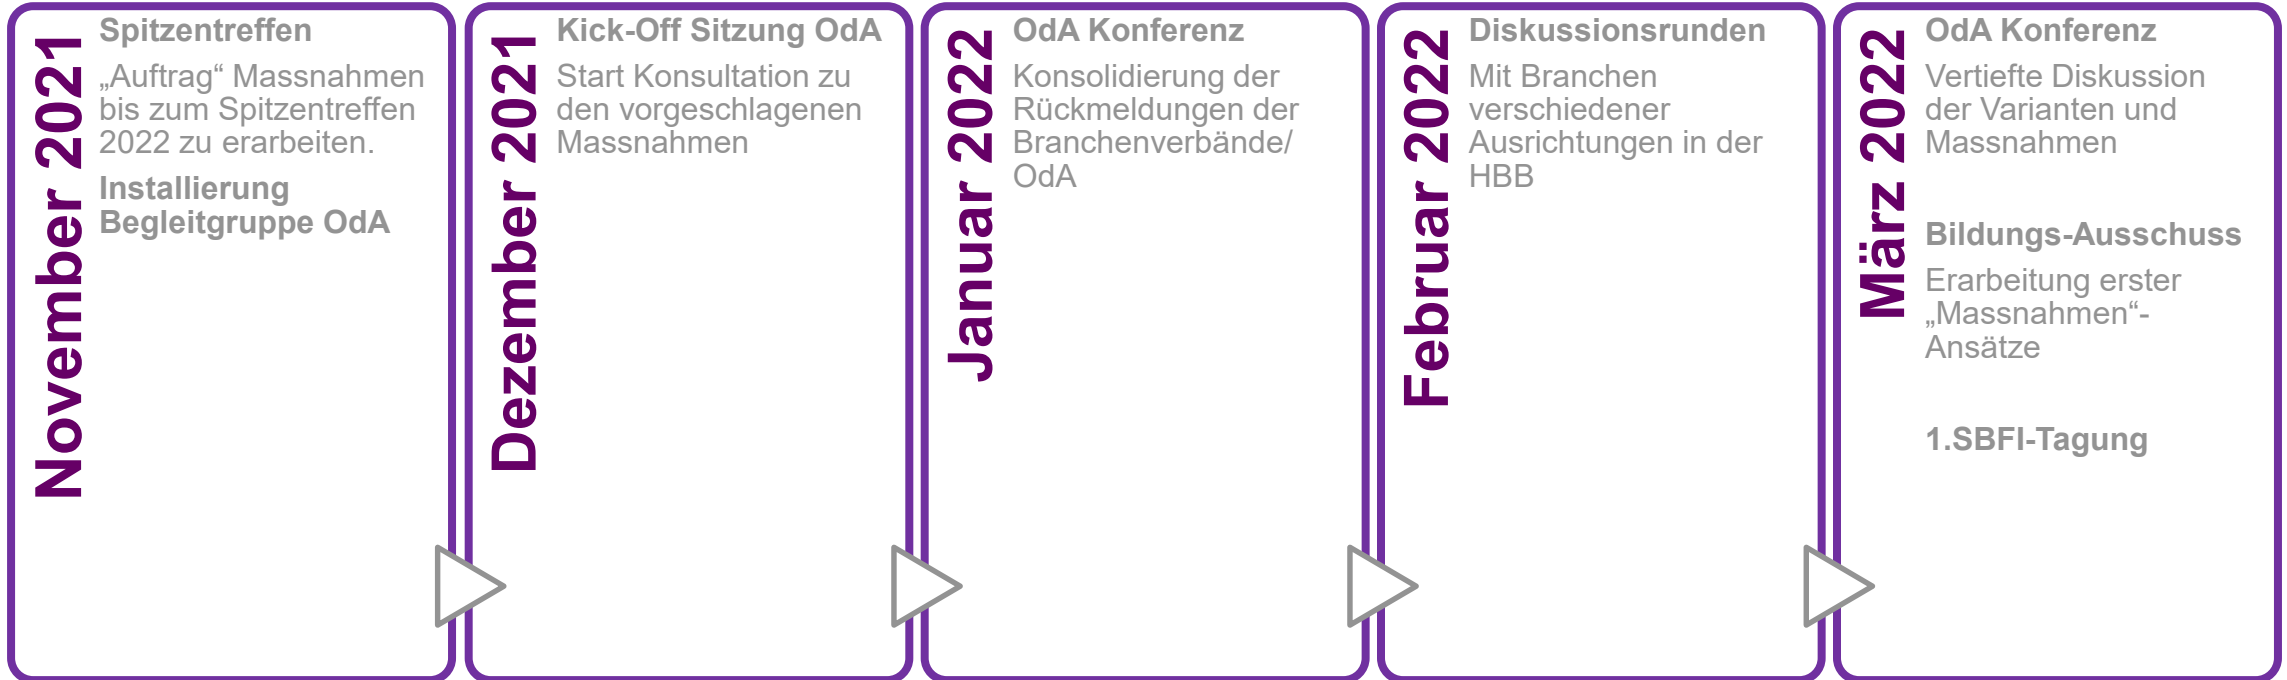 November 2021
Spitzentreffen
„Auftrag“ Massnahmen
bis zum Spitzentreffen
2022 zu erarbeiten.
Installierung
Begleitgruppe OdA
Dezember 2021
Kick-Off Sitzung OdA
Start Konsultation zu
den vorgeschlagenen
Massnahmen
Januar 2022
OdA Konferenz
Konsolidierung der
Rückmeldungen der
Branchenverbände/
OdA
Februar 2022
Diskussionsrunden
Mit Branchen
verschiedener
Ausrichtungen in der
HBB
März 2022
OdA Konferenz
Vertiefte Diskussion
der Varianten und
Massnahmen
Bildungs-Ausschuss
Erarbeitung erster
„Massnahmen“-
Ansätze
1.SBFI-Tagung